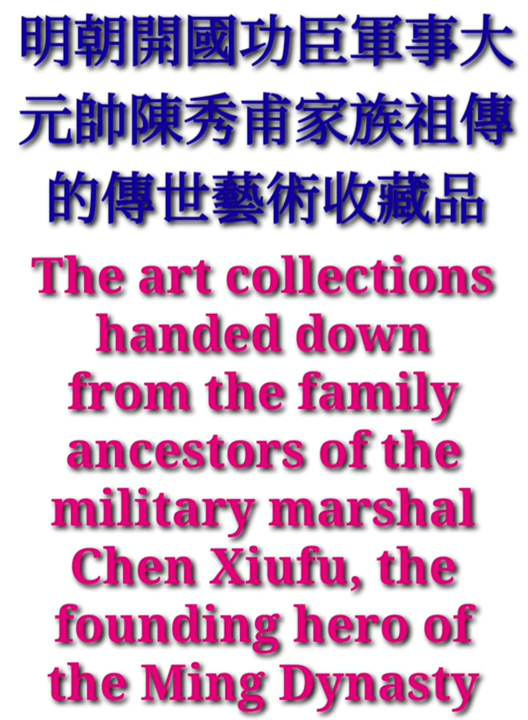 明朝開國功臣軍事大
元帥陳秀甫家族祖傳
的傳世藝術收藏品
The art collections
handed down
from the family
ancestors of the
military marshal
Chen Xiufu, the
founding hero of
the Ming Dynasty